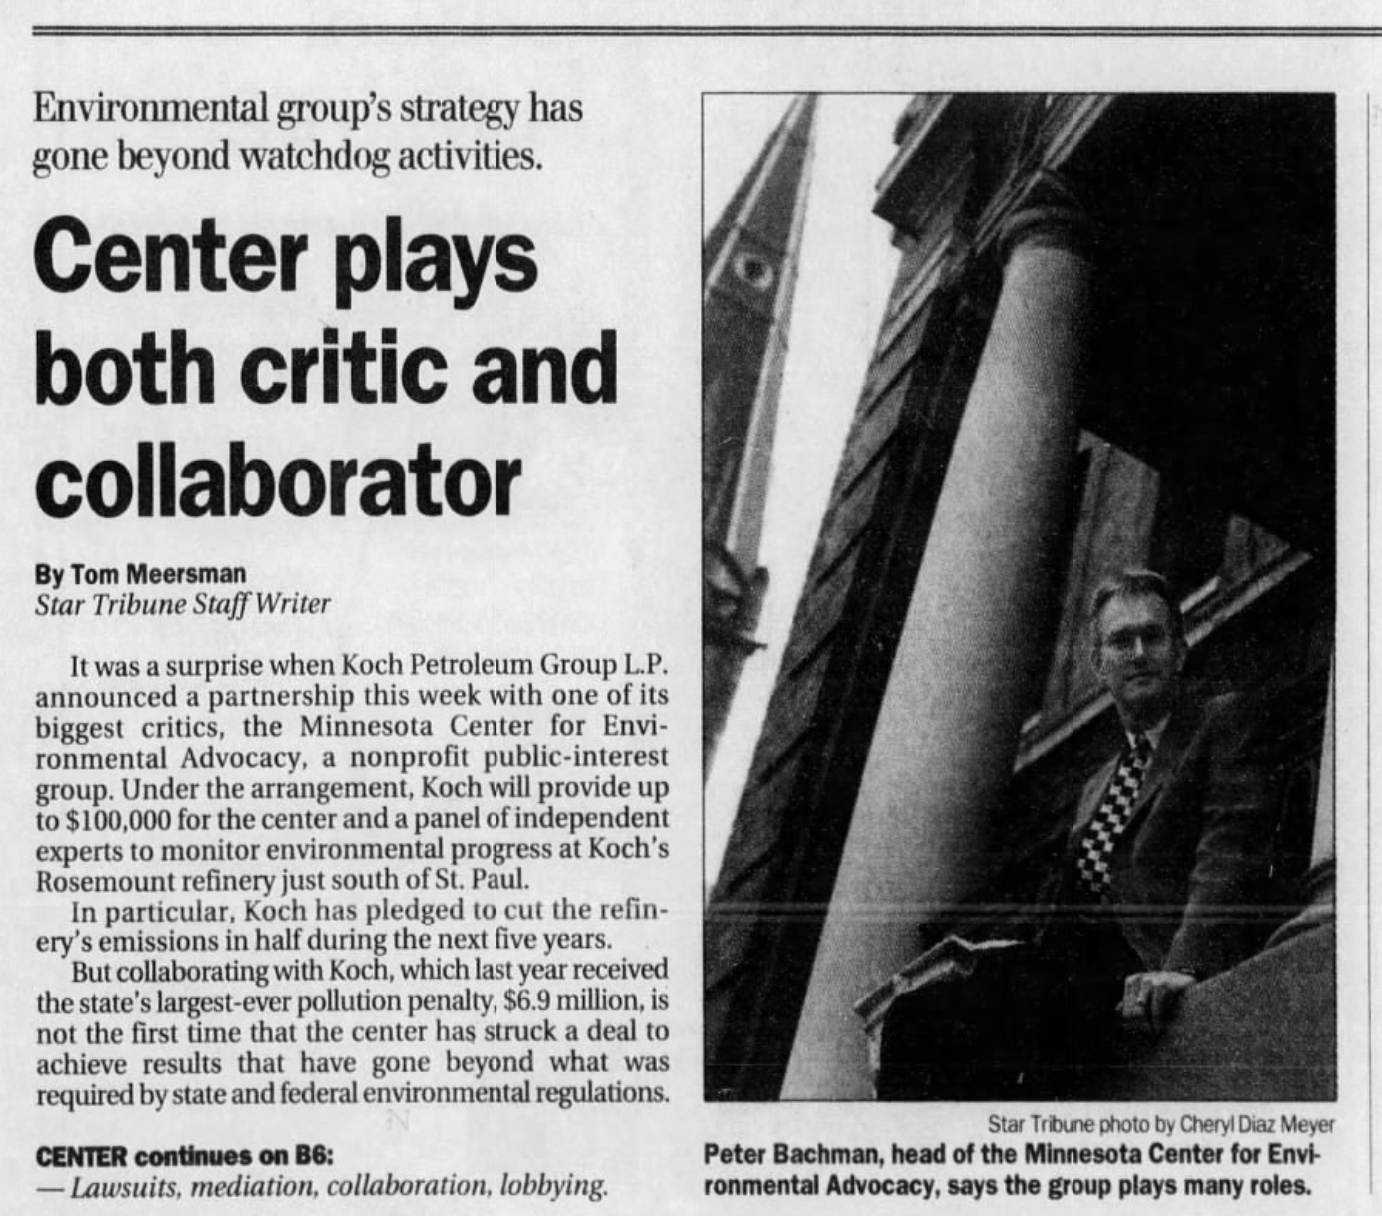 Environmental group's strategy has
gone beyond watchdog activities.
Center plays
both critic and
collaborator
By Tom Meersman
Star Tribune Staff Writer
It was a surprise when Koch Petroleum Group L.P.
announced a partnership this week with one of its
biggest critics, the Minnesota Center for Envi-
ronmental Advocacy, a nonprofit public-interest
group. Under the arrangement, Koch will provide up
to $100,000 for the center and a panel of independent
experts to monitor environmental progress at Koch's
Rosemount refinery just south of St. Paul.
In particular, Koch has pledged to cut the refin-
ery's emissions in half during the next five years.
But collaborating with Koch, which last year received
the state's largest-ever pollution penalty, $6.9 million, is
not the first time that the center has struck a deal to
achieve results that have gone beyond what was
required by state and federal environmental regulations.
CENTER continues on B6:
— Lawsuits, mediation, collaboration, lobbying.
Star Tribune photo by Cheryl Diaz Meyer
Peter Bachman, head of the Minnesota Center for Envi-
ronmental Advocacy, says the group plays many roles.